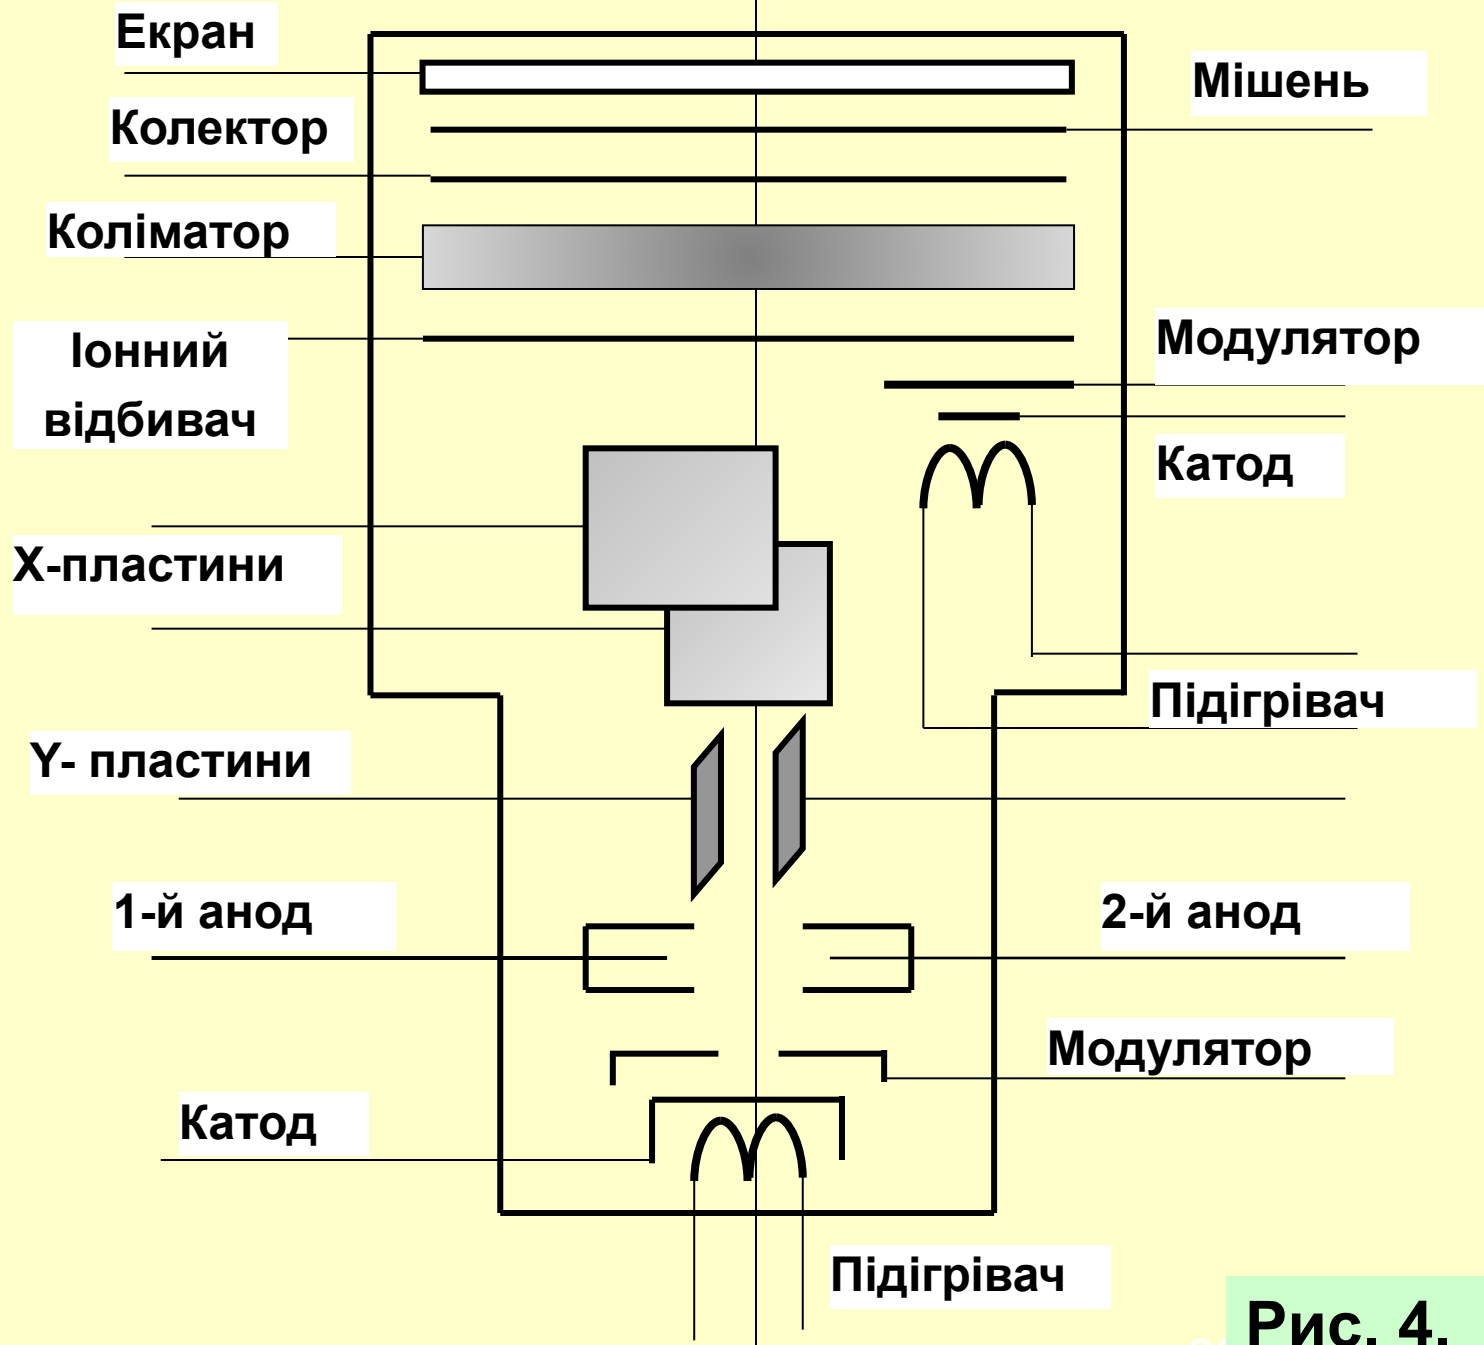 Екран
Мішень
Колектор
Коліматор
Іонний
відбивач
Модулятор
Катод
Х-пластини
Підігрівач
Y- пластини
1-й анод
2-й анод
Модулятор
Катод
Підігрівач
Рис. 4.